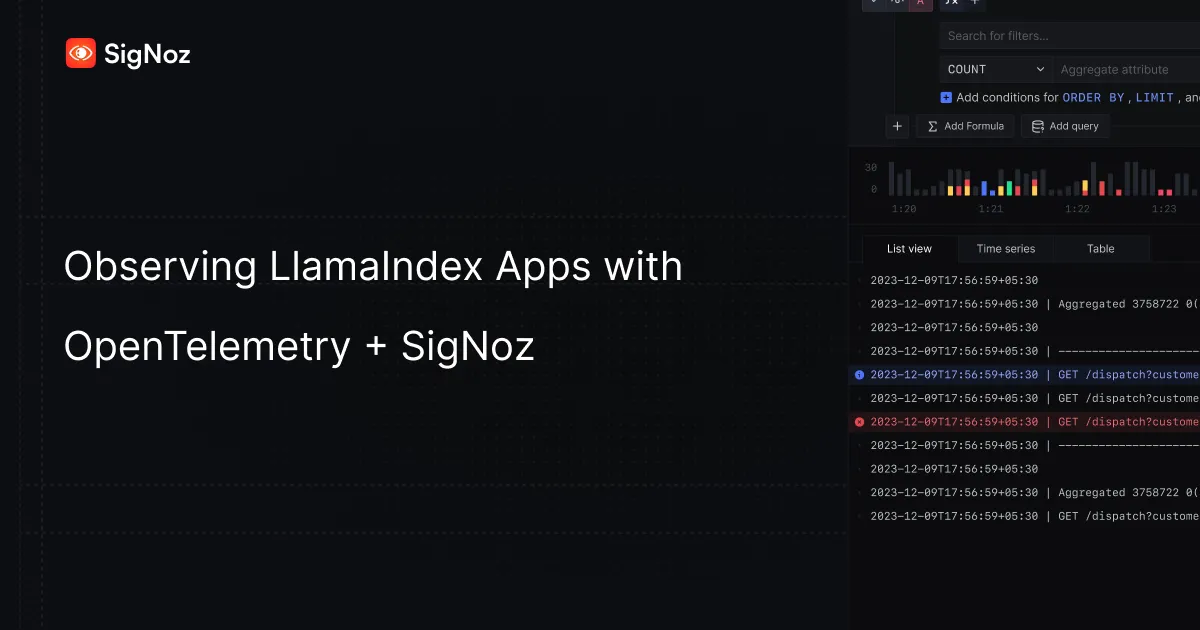 SigNoz
Observing LlamaIndex Apps with
OpenTelemetry + SigNoz
Search for filters...
COUNT
Aggregate attribute
Add conditions for ORDER BY , LIMIT , an
Add Formula
Add query
30
0
1:20 1:21 1:22 1:23
List view Time series Table
2023-12-09T17:56:59+05:30
2023-12-09T17:56:59+05:30 | Aggregated 3758722 0(
2023-12-09T17:56:59+05:30
2023-12-09T17:56:59+05:30 | ---------------------
2023-12-09T17:56:59+05:30 | GET /dispatch?custome
2023-12-09T17:56:59+05:30 | GET /dispatch?custome
2023-12-09T17:56:59+05:30 | GET /dispatch?custome
2023-12-09T17:56:59+05:30 | ---------------------
2023-12-09T17:56:59+05:30
2023-12-09T17:56:59+05:30 | Aggregated 3758722 0(
2023-12-09T17:56:59+05:30 | GET /dispatch?custome